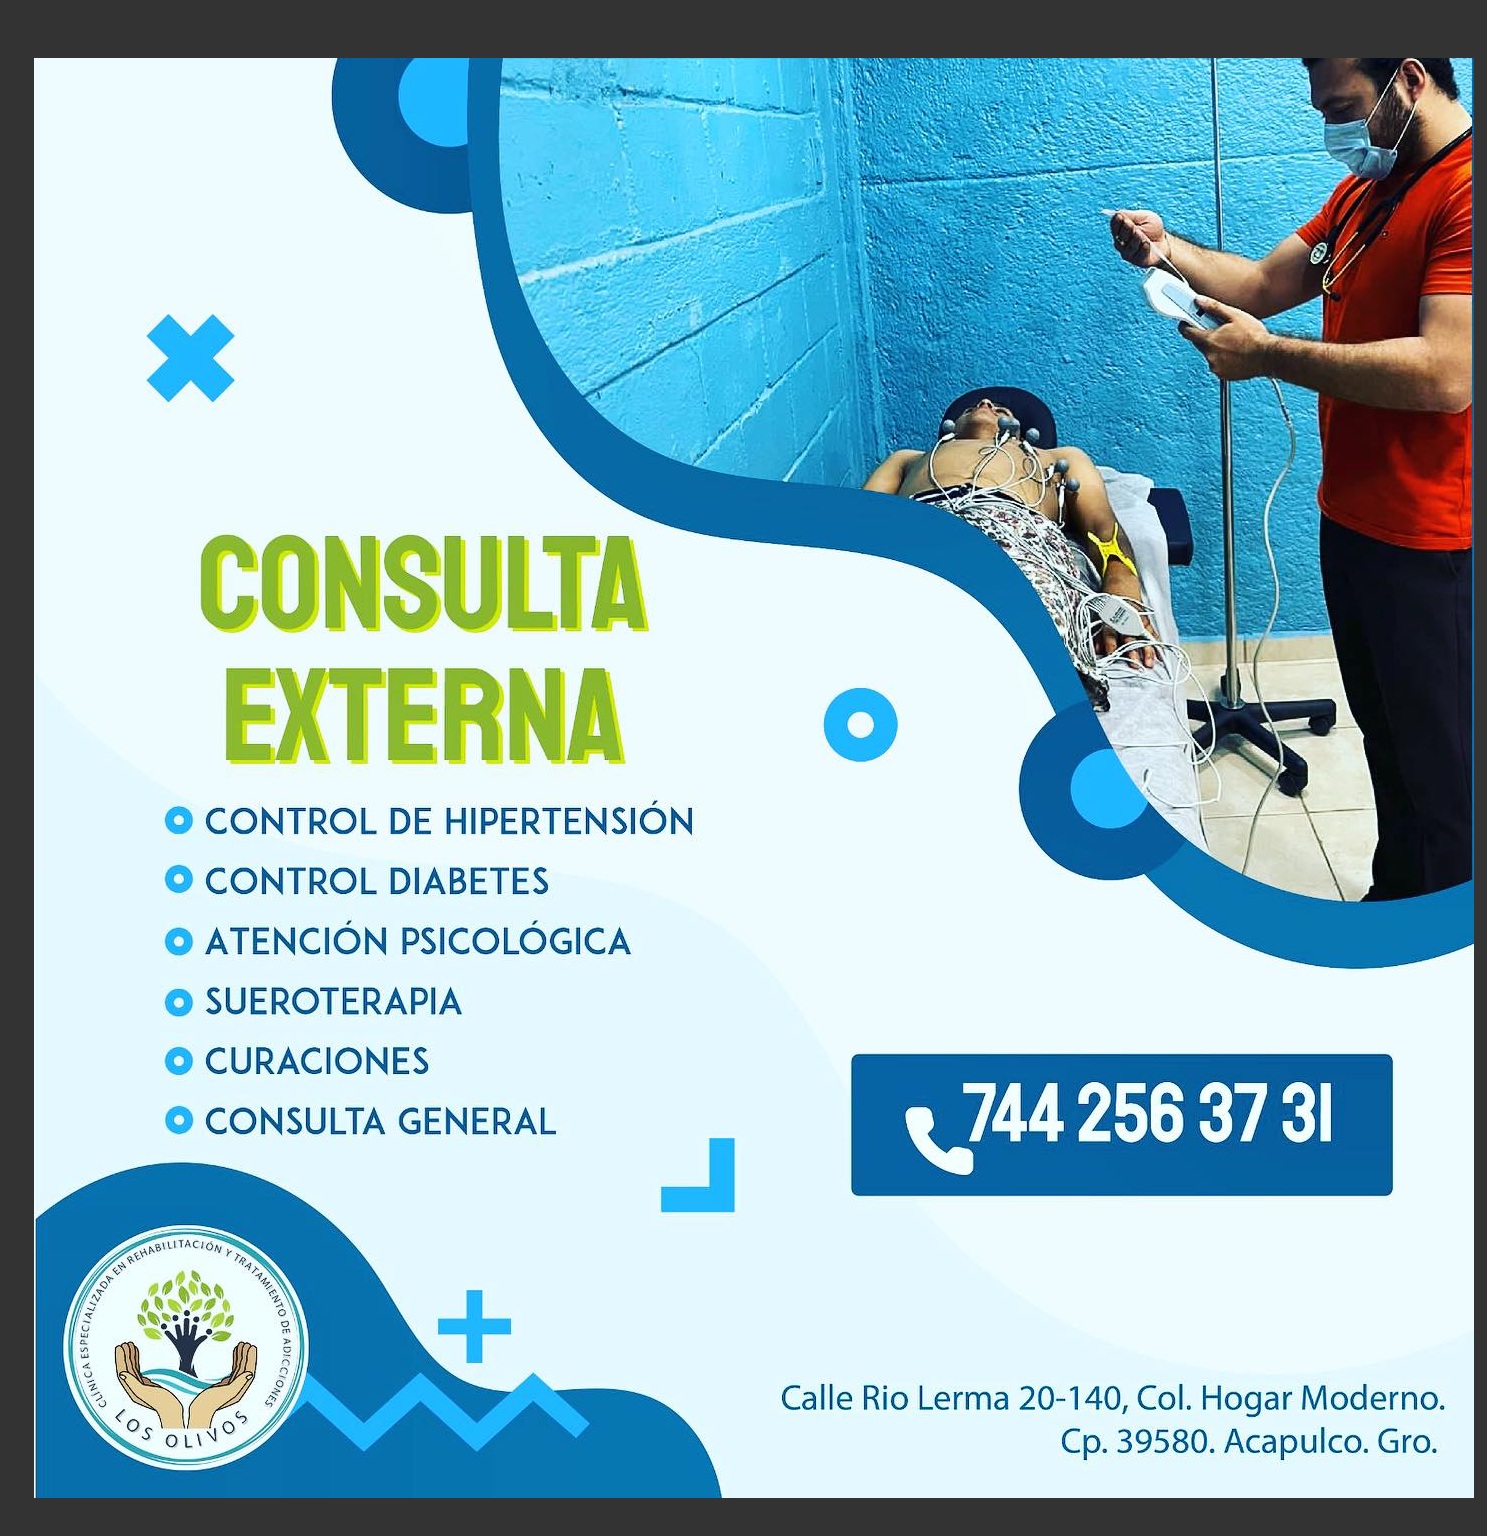 CONSULTA
EXTERNA
CONTROL DE HIPERTENSIÓN
CONTROL DIABETES
ATENCIÓN PSICOLÓGICA
SUEROTERAPIA
CURACIONES
CONSULTA GENERAL
744 256 37 31
CLÍNICA ESPECIALIZADA EN REHABILITACIÓN Y TRATAMIENTO DE ADICCIONES
LOS OLIVOS
Calle Rio Lerma 20-140, Col. Hogar Moderno.
Cp. 39580. Acapulco. Gro.